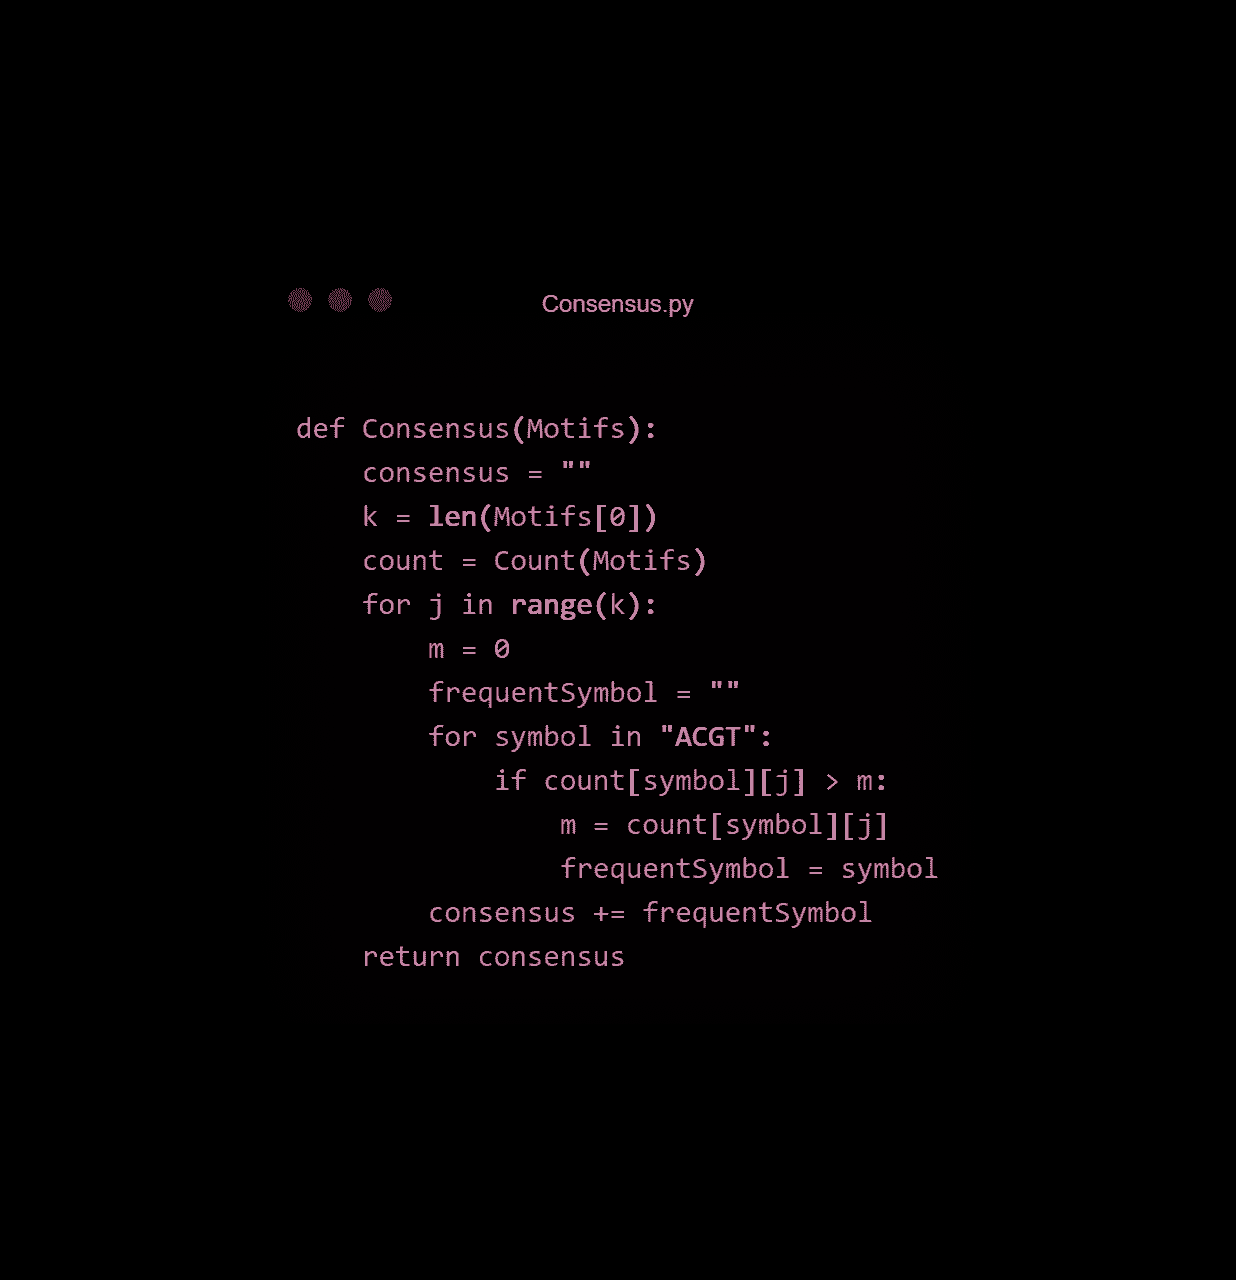 Consensus.py
def Consensus(Motifs):
    consensus = ""
    k = len(Motifs[0])
    count = Count(Motifs)
    for j in range(k):
        m = 0
        frequentSymbol = ""
        for symbol in "ACGT":
            if count[symbol][j] > m:
                m = count[symbol][j]
                frequentSymbol = symbol
        consensus += frequentSymbol
    return consensus